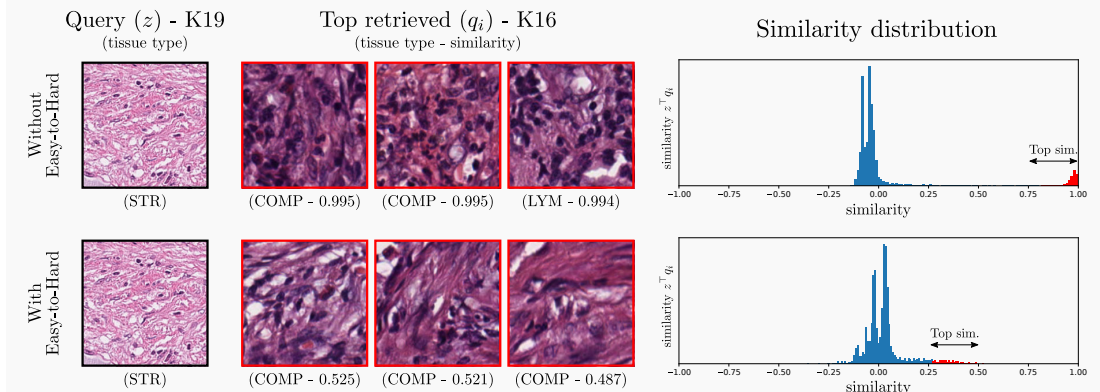 Query (z) - K19
(tissue type)
Top retrieved (qᵢ) - K16
(tissue type - similarity)
Similarity distribution
Without
Easy-to-Hard
(STR)
(COMP - 0.995)
(COMP - 0.995)
(LYM - 0.994)
similarity z⊤qᵢ
Top sim.
−1.00 −0.75 −0.50 −0.25 0.00 0.25 0.50 0.75 1.00
similarity
With
Easy-to-Hard
(STR)
(COMP - 0.525)
(COMP - 0.521)
(COMP - 0.487)
similarity z⊤qᵢ
Top sim.
−1.00 −0.75 −0.50 −0.25 0.00 0.25 0.50 0.75 1.00
similarity